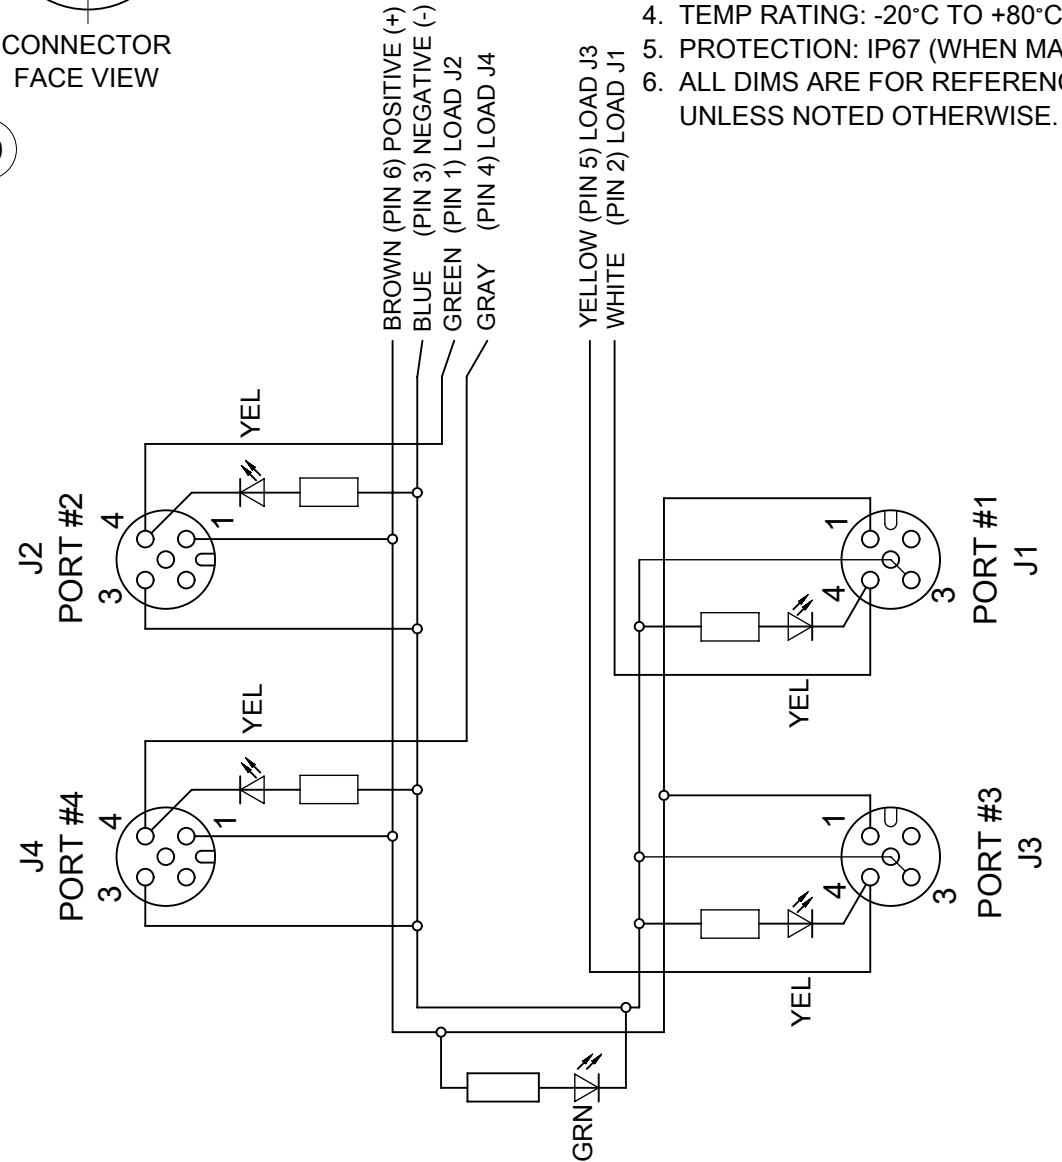 CONNECTOR
FACE VIEW
4. TEMP RATING: -20°C TO +80°C
5. PROTECTION: IP67 (WHEN MA
6. ALL DIMS ARE FOR REFERENC
UNLESS NOTED OTHERWISE.
BROWN (PIN 6) POSITIVE (+)
BLUE (PIN 3) NEGATIVE (-)
GREEN (PIN 1) LOAD J2
GRAY (PIN 4) LOAD J4
YELLOW (PIN 5) LOAD J3
WHITE (PIN 2) LOAD J1
J2
PORT #2
3
4
1
YEL
J4
PORT #4
3
4
1
YEL
1
4
3
PORT #1
J1
YEL
1
4
3
PORT #3
J3
YEL
GRN